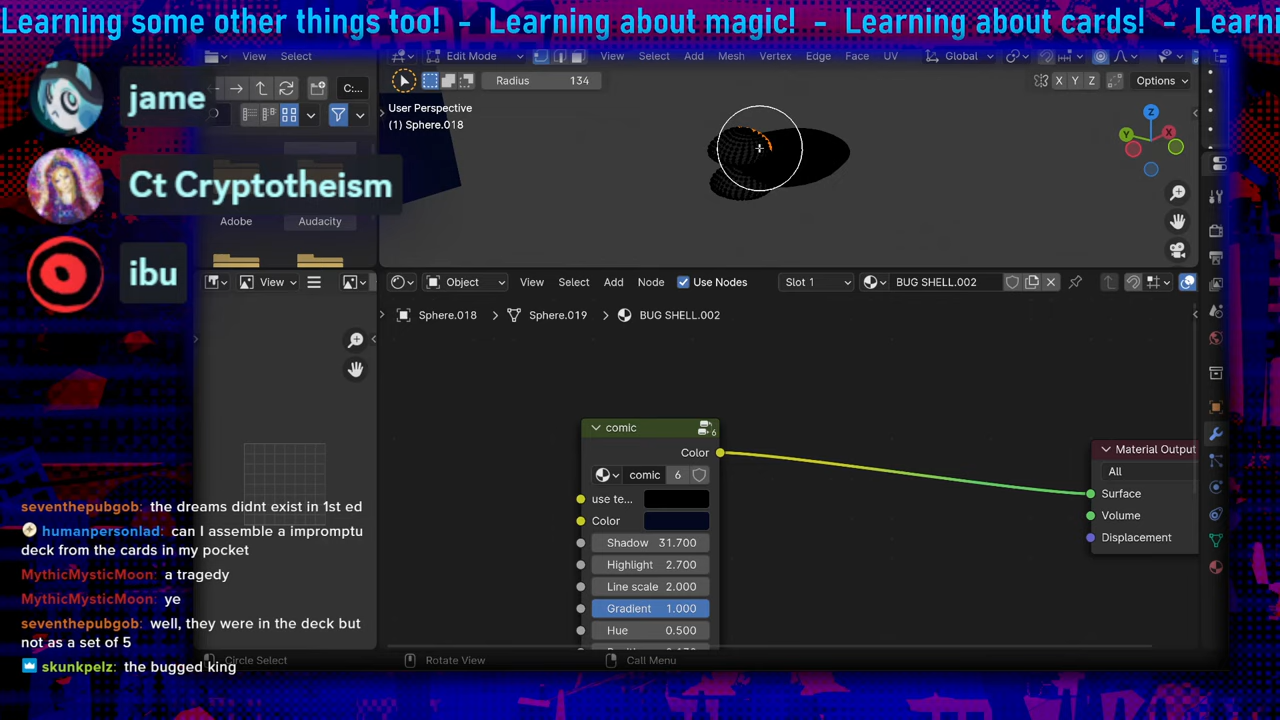 Learning some other things too! - Learning about magic! - Learning about cards! - Learni
jame
Ct Cryptotheism
ibu
View Select
C:...
Adobe Audacity
Edit Mode View Select Add Mesh Vertex Edge Face UV Global
Radius 134 X Y Z Options
User Perspective
(1) Sphere.018
Z
Y X
View
Object View Select Add Node Use Nodes Slot 1 BUG SHELL.002
Sphere.018 > Sphere.019 > BUG SHELL.002
comic
6
Color
comic 6
use te...
Color
Shadow 31.700
Highlight 2.700
Line scale 2.000
Gradient 1.000
Hue 0.500
Material Output
All
Surface
Volume
Displacement
seventhepubgob: the dreams didnt exist in 1st ed
humanpersonlad: can I assemble a impromptu
deck from the cards in my pocket
MythicMysticMoon: a tragedy
MythicMysticMoon: ye
seventhepubgob: well, they were in the deck but
not as a set of 5
skunkpelz: the bugged king
Circle Select Rotate View Call Menu